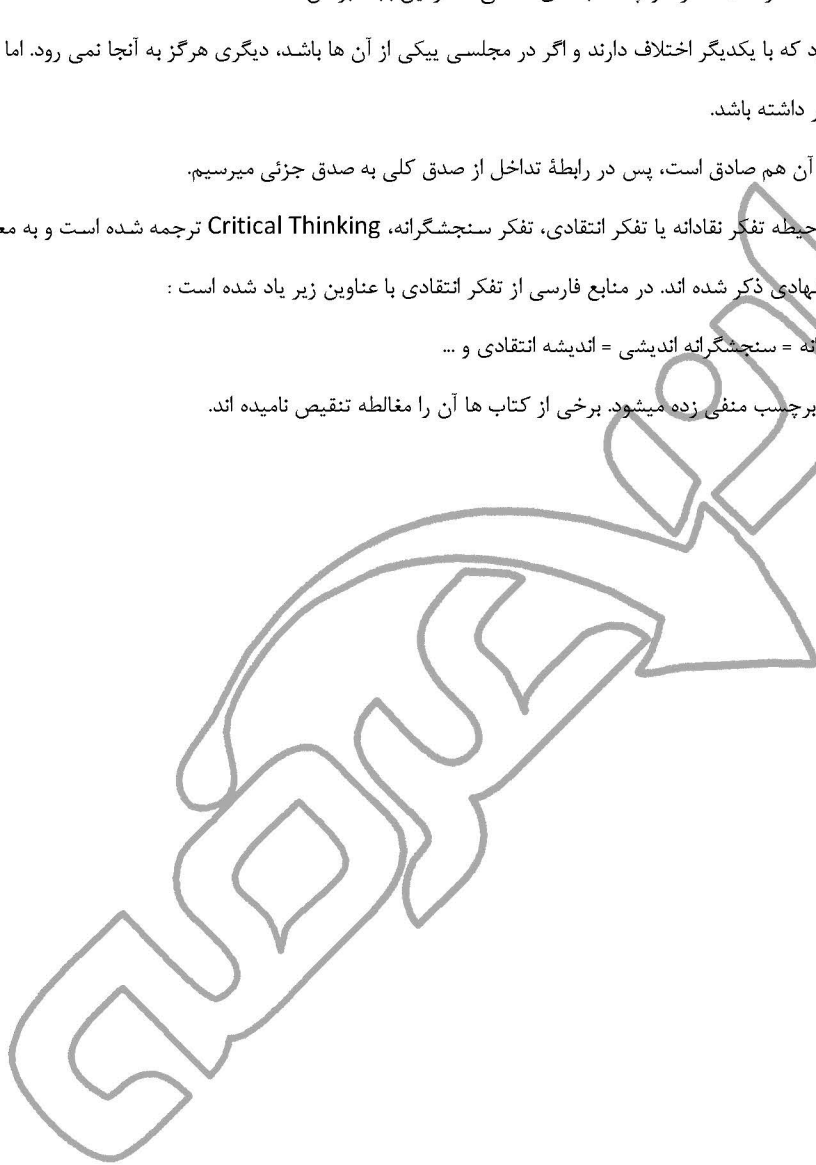 د که با یکدیگر اختلاف دارند و اگر در مجلسی ییکی از آن ها باشد، دیگری هرگز به آنجا نمی رود. اما
ر داشته باشد.
آن هم صادق است، پس در رابطهٔ تداخل از صدق کلی به صدق جزئی میرسیم.
حیطه تفکر نقادانه یا تفکر انتقادی، تفکر سنجشگرانه، Critical Thinking ترجمه شده است و به مع
هادی ذکر شده اند. در منابع فارسی از تفکر انتقادی با عناوین زیر یاد شده است :
انه = سنجشگرانه اندیشی = اندیشه انتقادی و ...
برچسب منفی زده میشود. برخی از کتاب ها آن را مغالطه تنقیص نامیده اند.